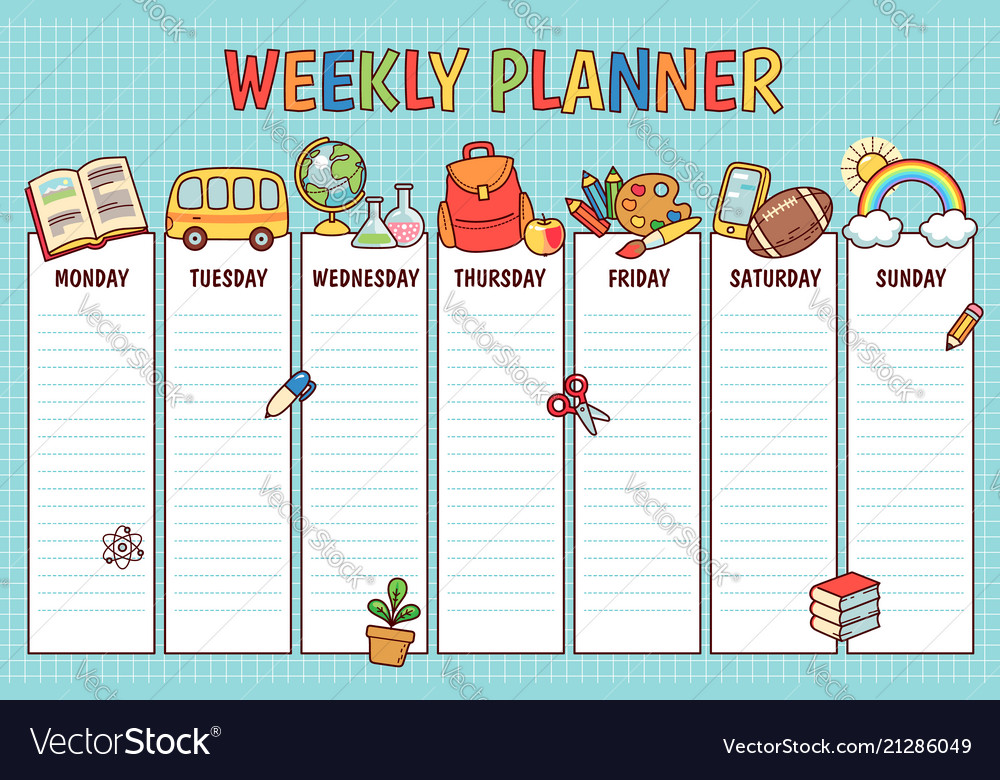 WEEKLY PLANNER
MONDAY TUESDAY WEDNESDAY THURSDAY FRIDAY SATURDAY SUNDAY
VectorStock® VectorStock.com/21286049